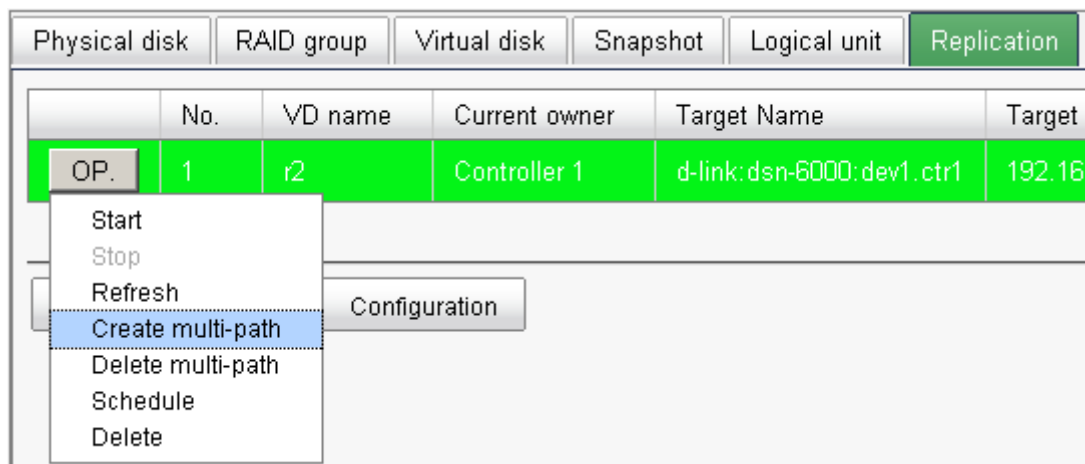 Physical disk RAID group Virtual disk Snapshot Logical unit Replication
No. VD name Current owner Target Name Target
OP. 1 r2 Controller 1 d-link:dsn-6000:dev1.ctr1 192.16
Start
Stop
Refresh
Configuration
Create multi-path
Delete multi-path
Schedule
Delete